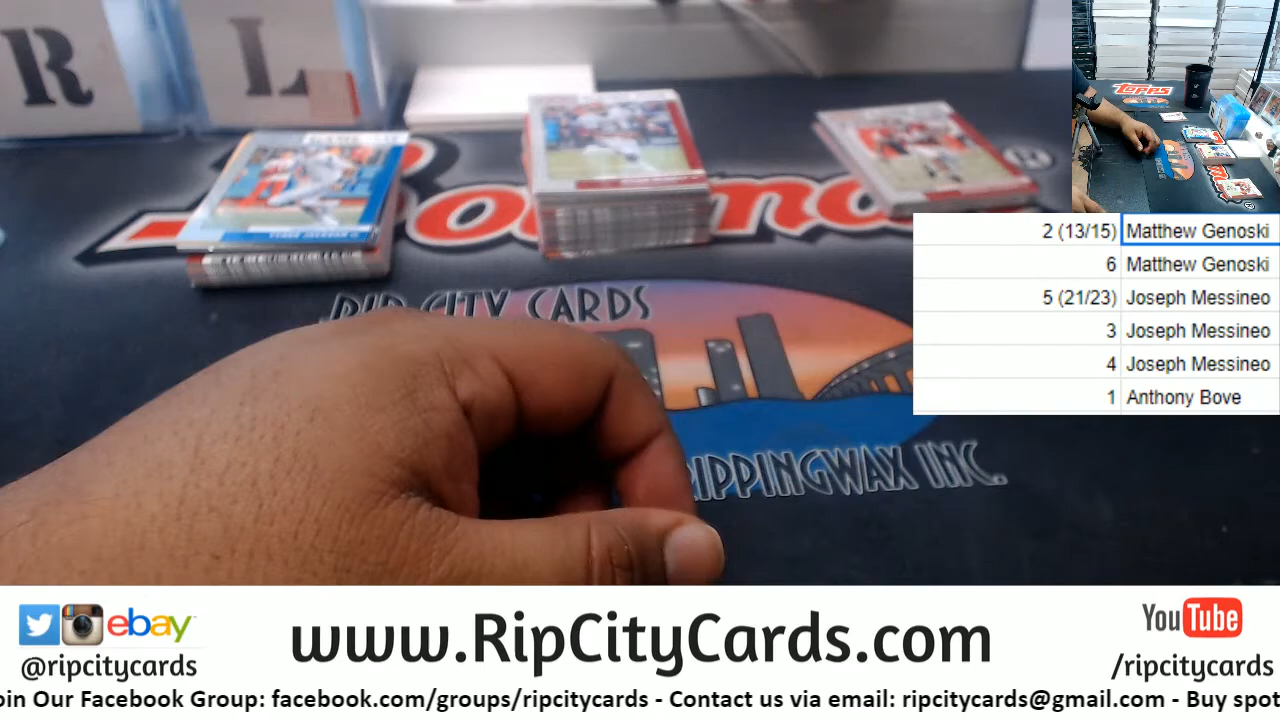 R L
topps
RIP CITY CARDS
RIPPINGWAX INC.
2 (13/15) Matthew Genoski
6 Matthew Genoski
5 (21/23) Joseph Messineo
3 Joseph Messineo
4 Joseph Messineo
1 Anthony Bove
ebay
@ripcitycards
www.RipCityCards.com
YouTube
/ripcitycards
oin Our Facebook Group: facebook.com/groups/ripcitycards - Contact us via email: ripcitycards@gmail.com - Buy spot